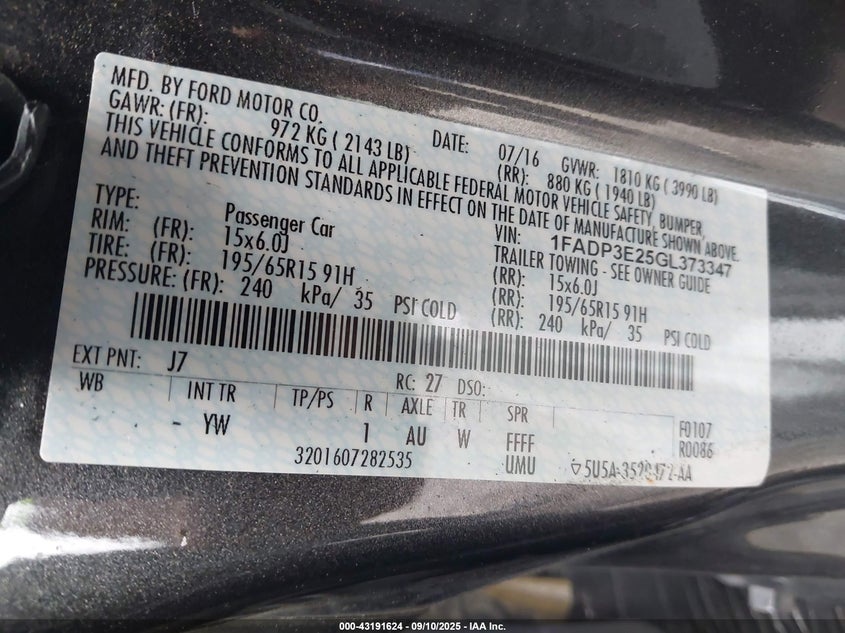 MFD. BY FORD MOTOR CO.
DATE: 07/16 GVWR: 1810 KG ( 3990 LB)
GAWR: (FR): 972 KG ( 2143 LB) (RR): 880 KG ( 1940 LB)
THIS VEHICLE CONFORMS TO ALL APPLICABLE FEDERAL MOTOR VEHICLE SAFETY, BUMPER,
AND THEFT PREVENTION STANDARDS IN EFFECT ON THE DATE OF MANUFACTURE SHOWN ABOVE.
VIN: 1FADP3E25GL373347
TYPE: Passenger Car TRAILER TOWING - SEE OWNER GUIDE
RIM: (FR): 15x6.0J (RR): 15x6.0J
TIRE: (FR): 195/65R15 91H (RR): 195/65R15 91H
PRESSURE: (FR): 240 kPa/ 35 PSI COLD (RR): 240 kPa/ 35 PSI COLD
EXT PNT: J7 RC: 27 DSO:
WB INT TR TP/PS R AXLE TR SPR
YW 1 AU W FFFF F0107
UMU R0086
3201607282535
000-43191624 - 09/10/2025 - IAA Inc.